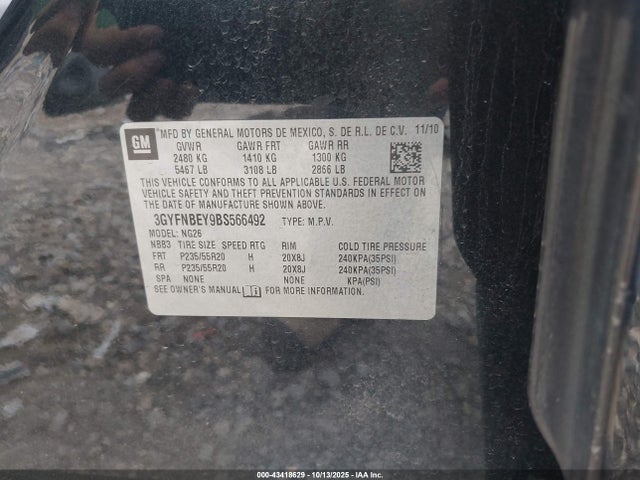 GM
MFD BY GENERAL MOTORS DE MEXICO, S. DE R.L. DE C.V. 11/10
GVWR GAWR FRT GAWR RR
2480 KG 1410 KG 1300 KG
5467 LB 3108 LB 2866 LB
THIS VEHICLE CONFORMS TO ALL APPLICABLE U.S. FEDERAL MOTOR
VEHICLE SAFETY AND THEFT PREVENTION STANDARDS IN EFFECT ON
THE DATE OF MANUFACTURE SHOWN ABOVE.
3GYFNBEY9BS566492 TYPE: M.P.V.
MODEL: NG26
NBB3 TIRE SIZE SPEED RTG RIM COLD TIRE PRESSURE
FRT P235/55R20 H 20X8J 240KPA(35PSI)
RR P235/55R20 H 20X8J 240KPA(35PSI)
SPA NONE NONE KPA(PSI)
SEE OWNER'S MANUAL FOR MORE INFORMATION.
000-43418629 - 10/13/2025 - IAA.com